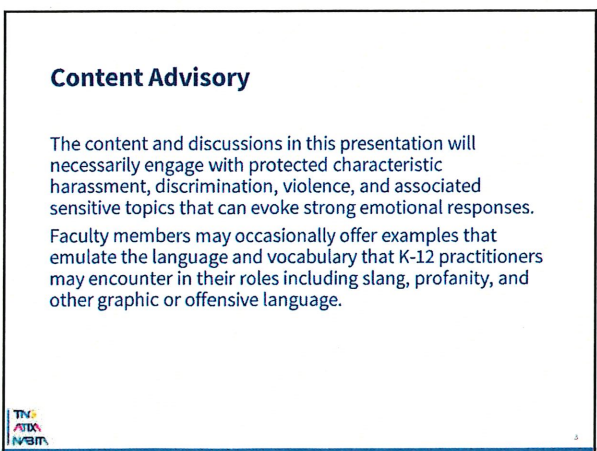 Content Advisory
The content and discussions in this presentation will
necessarily engage with protected characteristic
harassment, discrimination, violence, and associated
sensitive topics that can evoke strong emotional responses.
Faculty members may occasionally offer examples that
emulate the language and vocabulary that K-12 practitioners
may encounter in their roles including slang, profanity, and
other graphic or offensive language.
TNG
ATIXA
NABITA
3